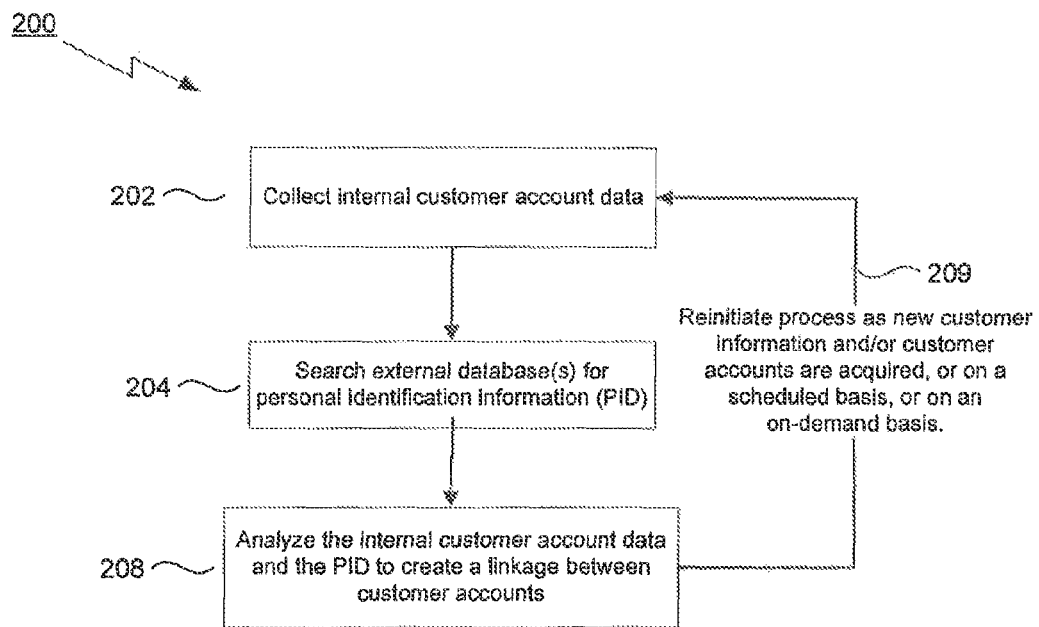 200
202
Collect internal customer account data
209
Reinitiate process as new customer
information and/or customer
accounts are acquired, or on a
scheduled basis, or on an
on-demand basis.
204
Search external database(s) for
personal identification information (PID)
208
Analyze the internal customer account data
and the PID to create a linkage between
customer accounts